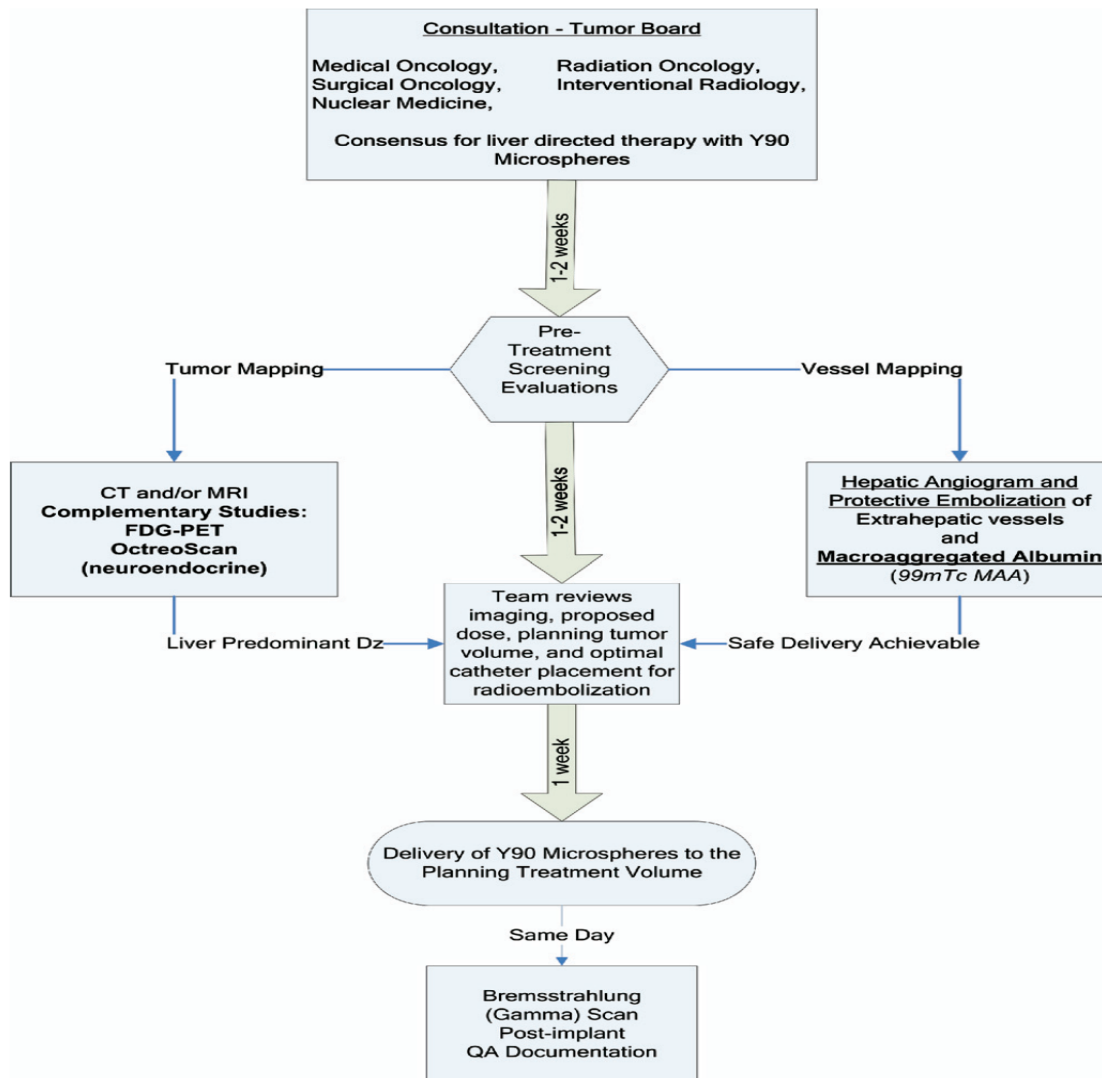 Consultation - Tumor Board
Medical Oncology, Radiation Oncology,
Surgical Oncology, Interventional Radiology,
Nuclear Medicine,
Consensus for liver directed therapy with Y90
Microspheres
1-2 weeks
Pre-
Treatment
Screening
Evaluations
Tumor Mapping
Vessel Mapping
CT and/or MRI
Complementary Studies:
FDG-PET
OctreoScan
(neuroendocrine)
1-2 weeks
Hepatic Angiogram and
Protective Embolization of
Extrahepatic vessels
and
Macroaggregated Albumin
(99mTc MAA)
Liver Predominant Dz
Team reviews
imaging, proposed
dose, planning tumor
volume, and optimal
catheter placement for
radioembolization
Safe Delivery Achievable
1 week
Delivery of Y90 Microspheres to the
Planning Treatment Volume
Same Day
Bremsstrahlung
(Gamma) Scan
Post-implant
QA Documentation